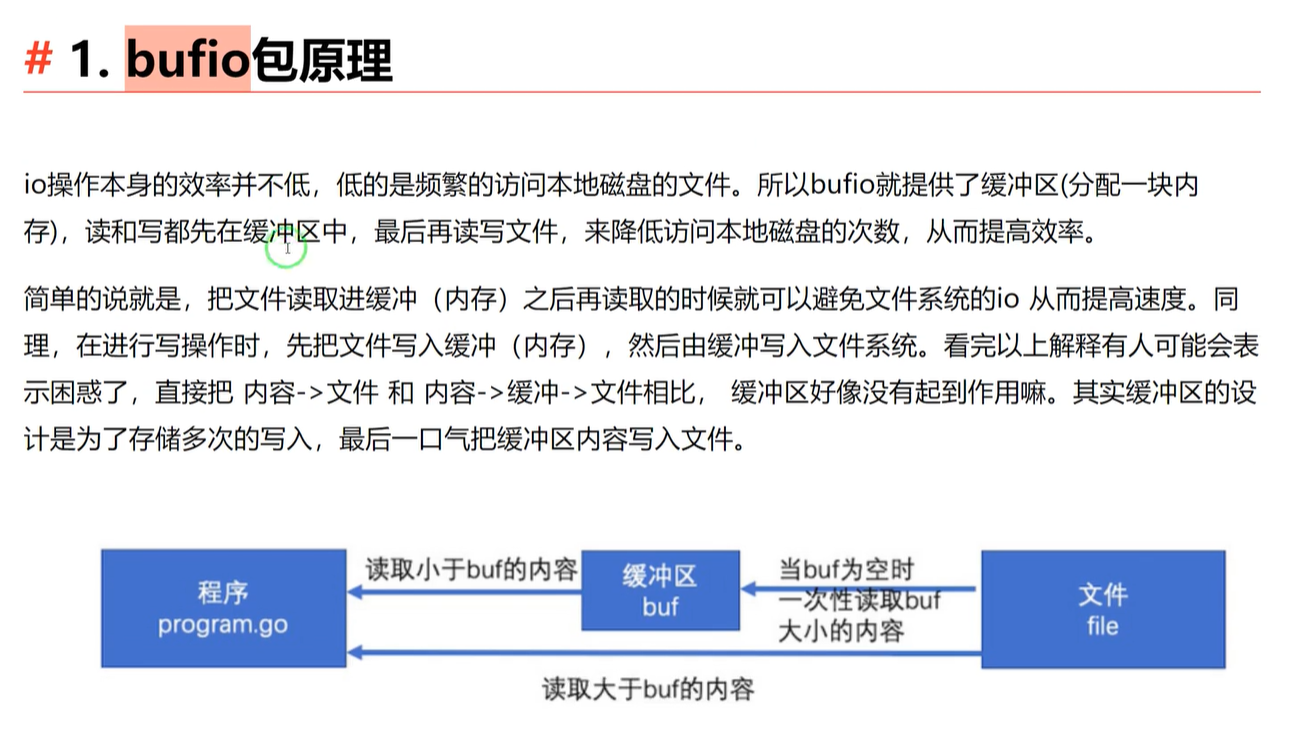 # 1. bufio包原理
io操作本身的效率并不低，低的是频繁的访问本地磁盘的文件。所以bufio就提供了缓冲区(分配一块内
存)，读和写都先在缓冲区中，最后再读写文件，来降低访问本地磁盘的次数，从而提高效率。
简单的说就是，把文件读取进缓冲（内存）之后再读取的时候就可以避免文件系统的io 从而提高速度。同
理，在进行写操作时，先把文件写入缓冲（内存），然后由缓冲写入文件系统。看完以上解释有人可能会表
示困惑了，直接把 内容->文件 和 内容->缓冲->文件相比， 缓冲区好像没有起到作用嘛。其实缓冲区的设
计是为了存储多次的写入，最后一口气把缓冲区内容写入文件。
程序
program.go
读取小于buf的内容
缓冲区
buf
当buf为空时
一次性读取buf
大小的内容
文件
file
读取大于buf的内容